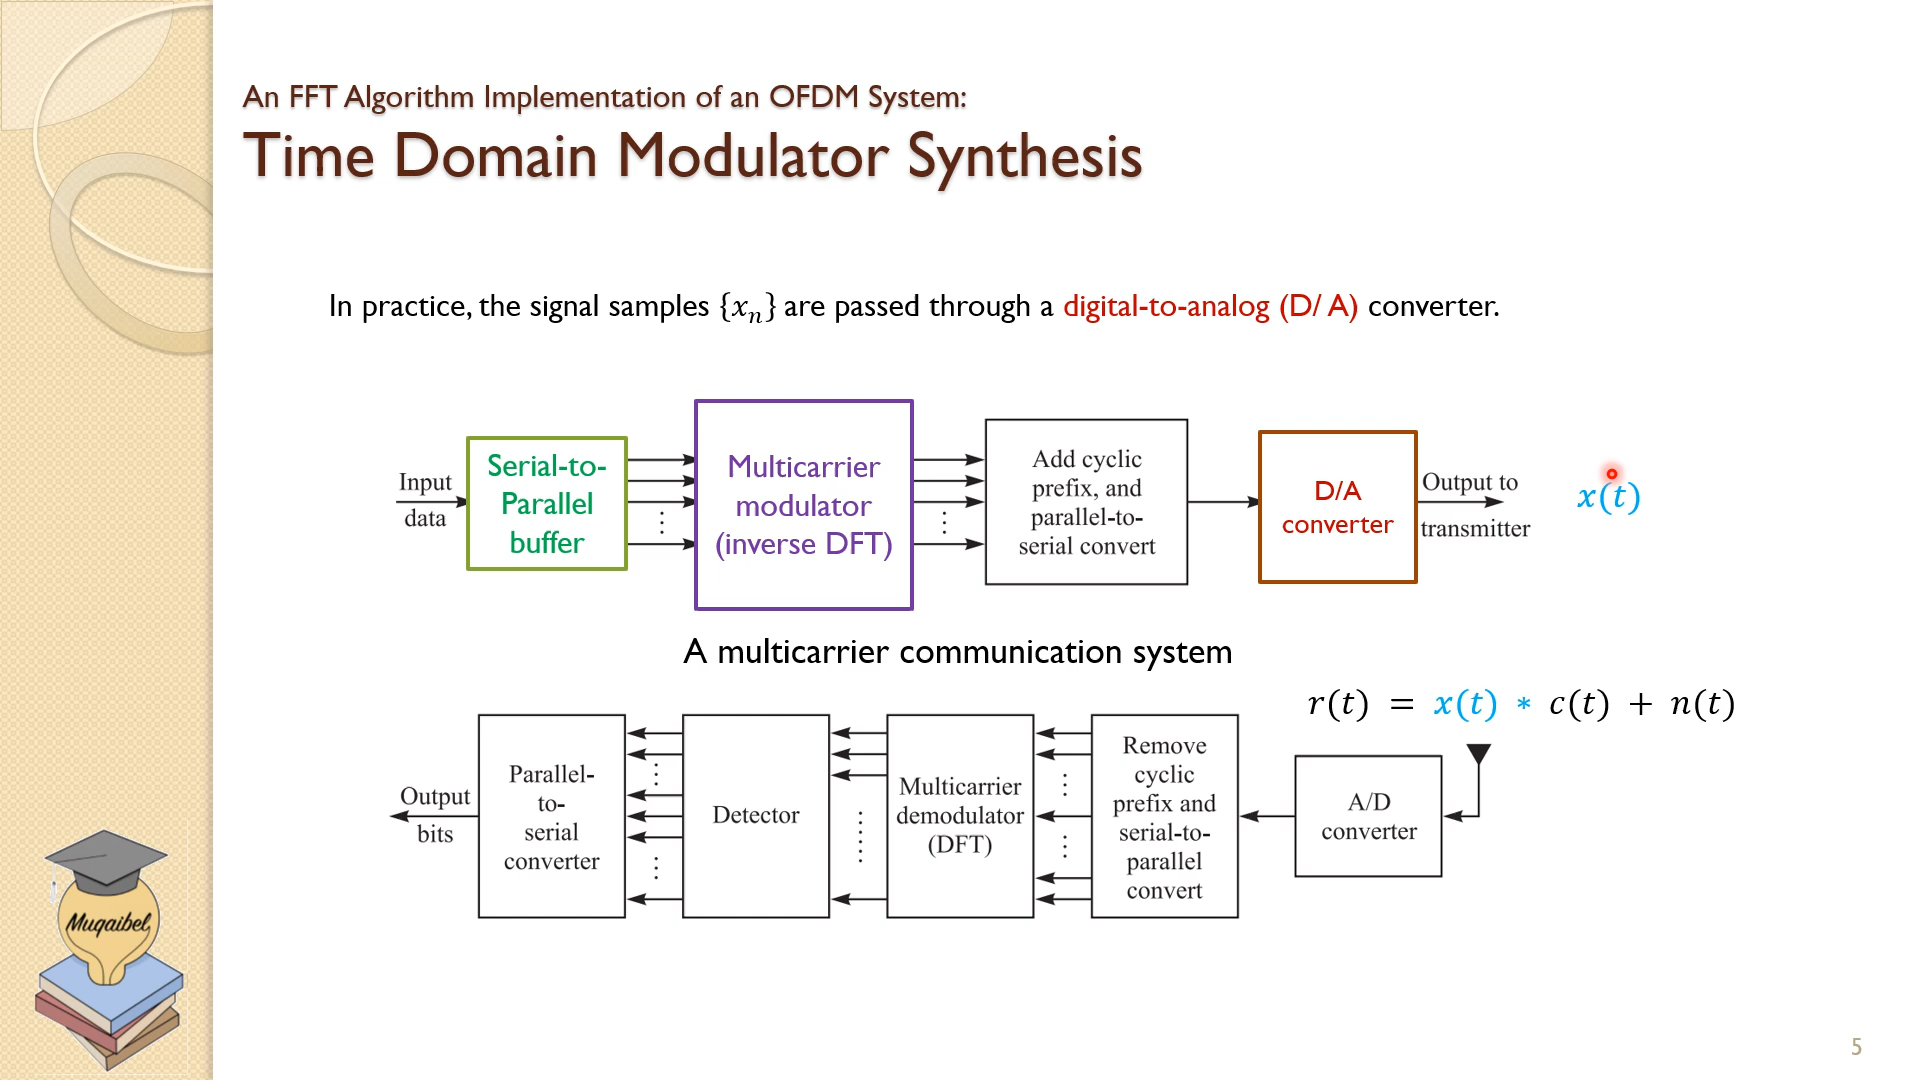 An FFT Algorithm Implementation of an OFDM System:
Time Domain Modulator Synthesis
In practice, the signal samples {xₙ} are passed through a digital-to-analog (D/ A) converter.
Input
data
Serial-to-
Parallel
buffer
Multicarrier
modulator
(inverse DFT)
Add cyclic
prefix, and
parallel-to-
serial convert
D/A
converter
Output to
transmitter
x(t)
A multicarrier communication system
r(t) = x(t) * c(t) + n(t)
Output
bits
Parallel-
to-
serial
converter
Detector
Multicarrier
demodulator
(DFT)
Remove
cyclic
prefix and
serial-to-
parallel
convert
A/D
converter
Muqaibel
5